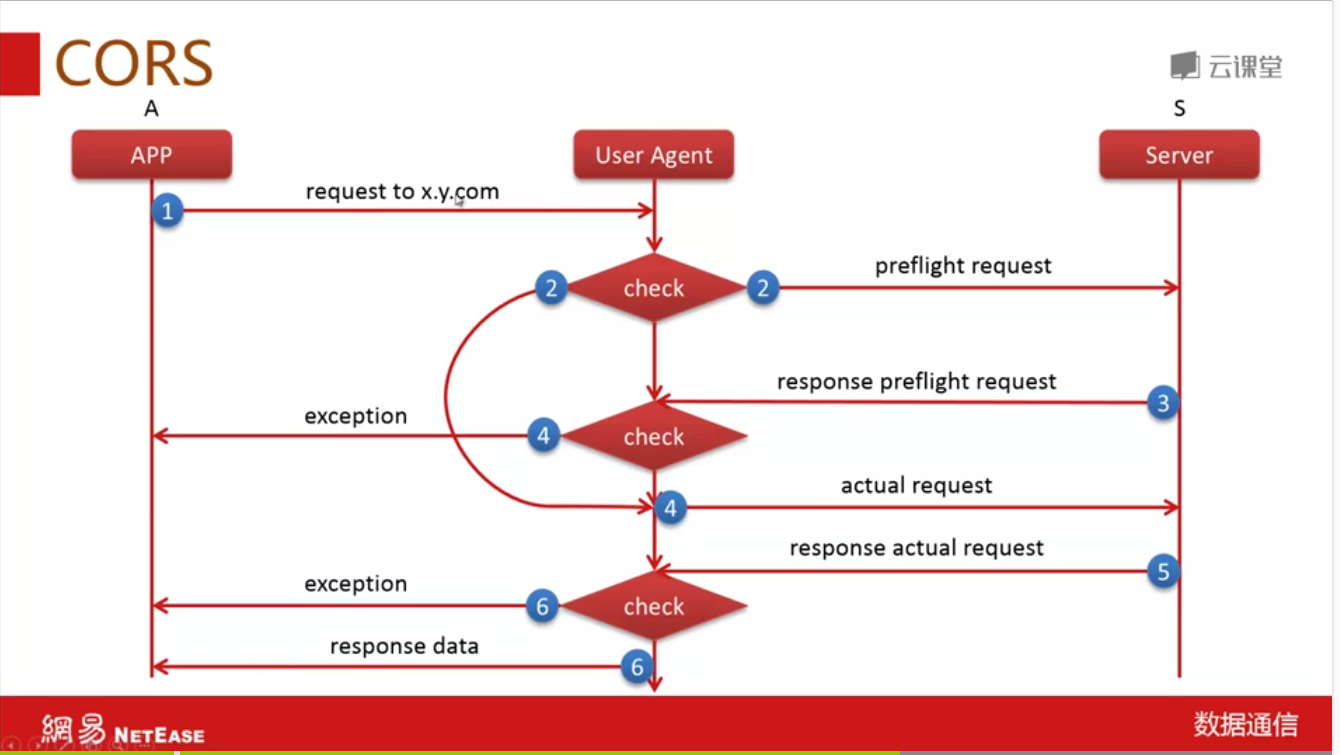 CORS
云课堂
A
S
APP
User Agent
Server
request to x.y.com
1
2
check
2
preflight request
response preflight request
3
exception
4
check
actual request
4
response actual request
5
exception
6
check
response data
6
網易 NETEASE
数据通信